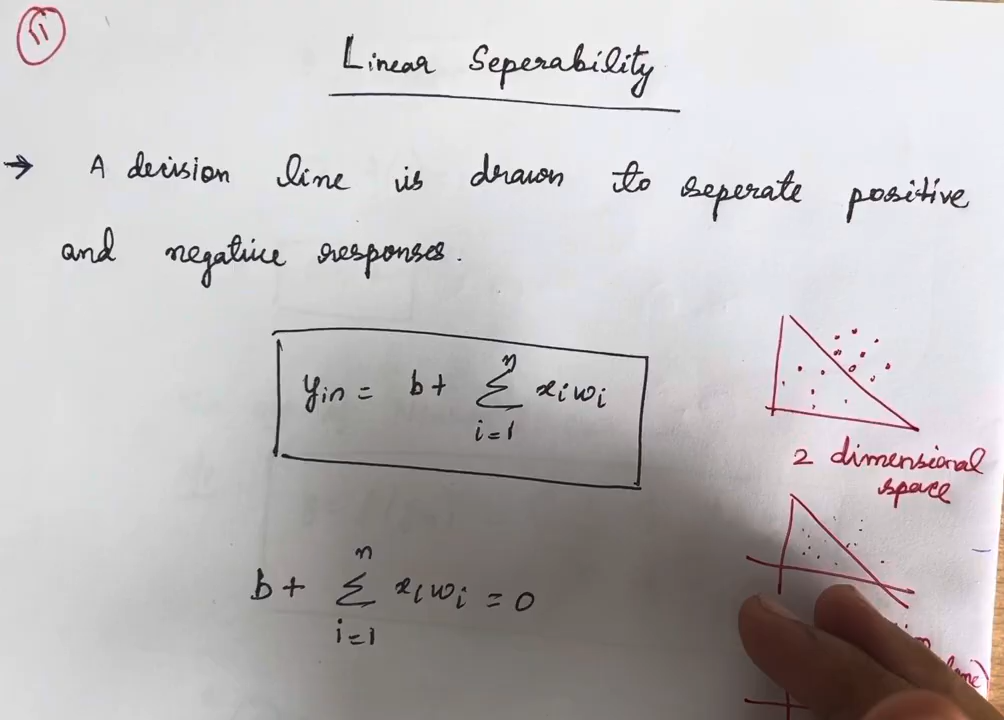 11
Linear Seperability
→ A decision line is drawn to seperate positive
and negative responses.
yin = b + n∑i=1 xiwi
2 dimensional
space
b + n∑i=1 xiwi = 0